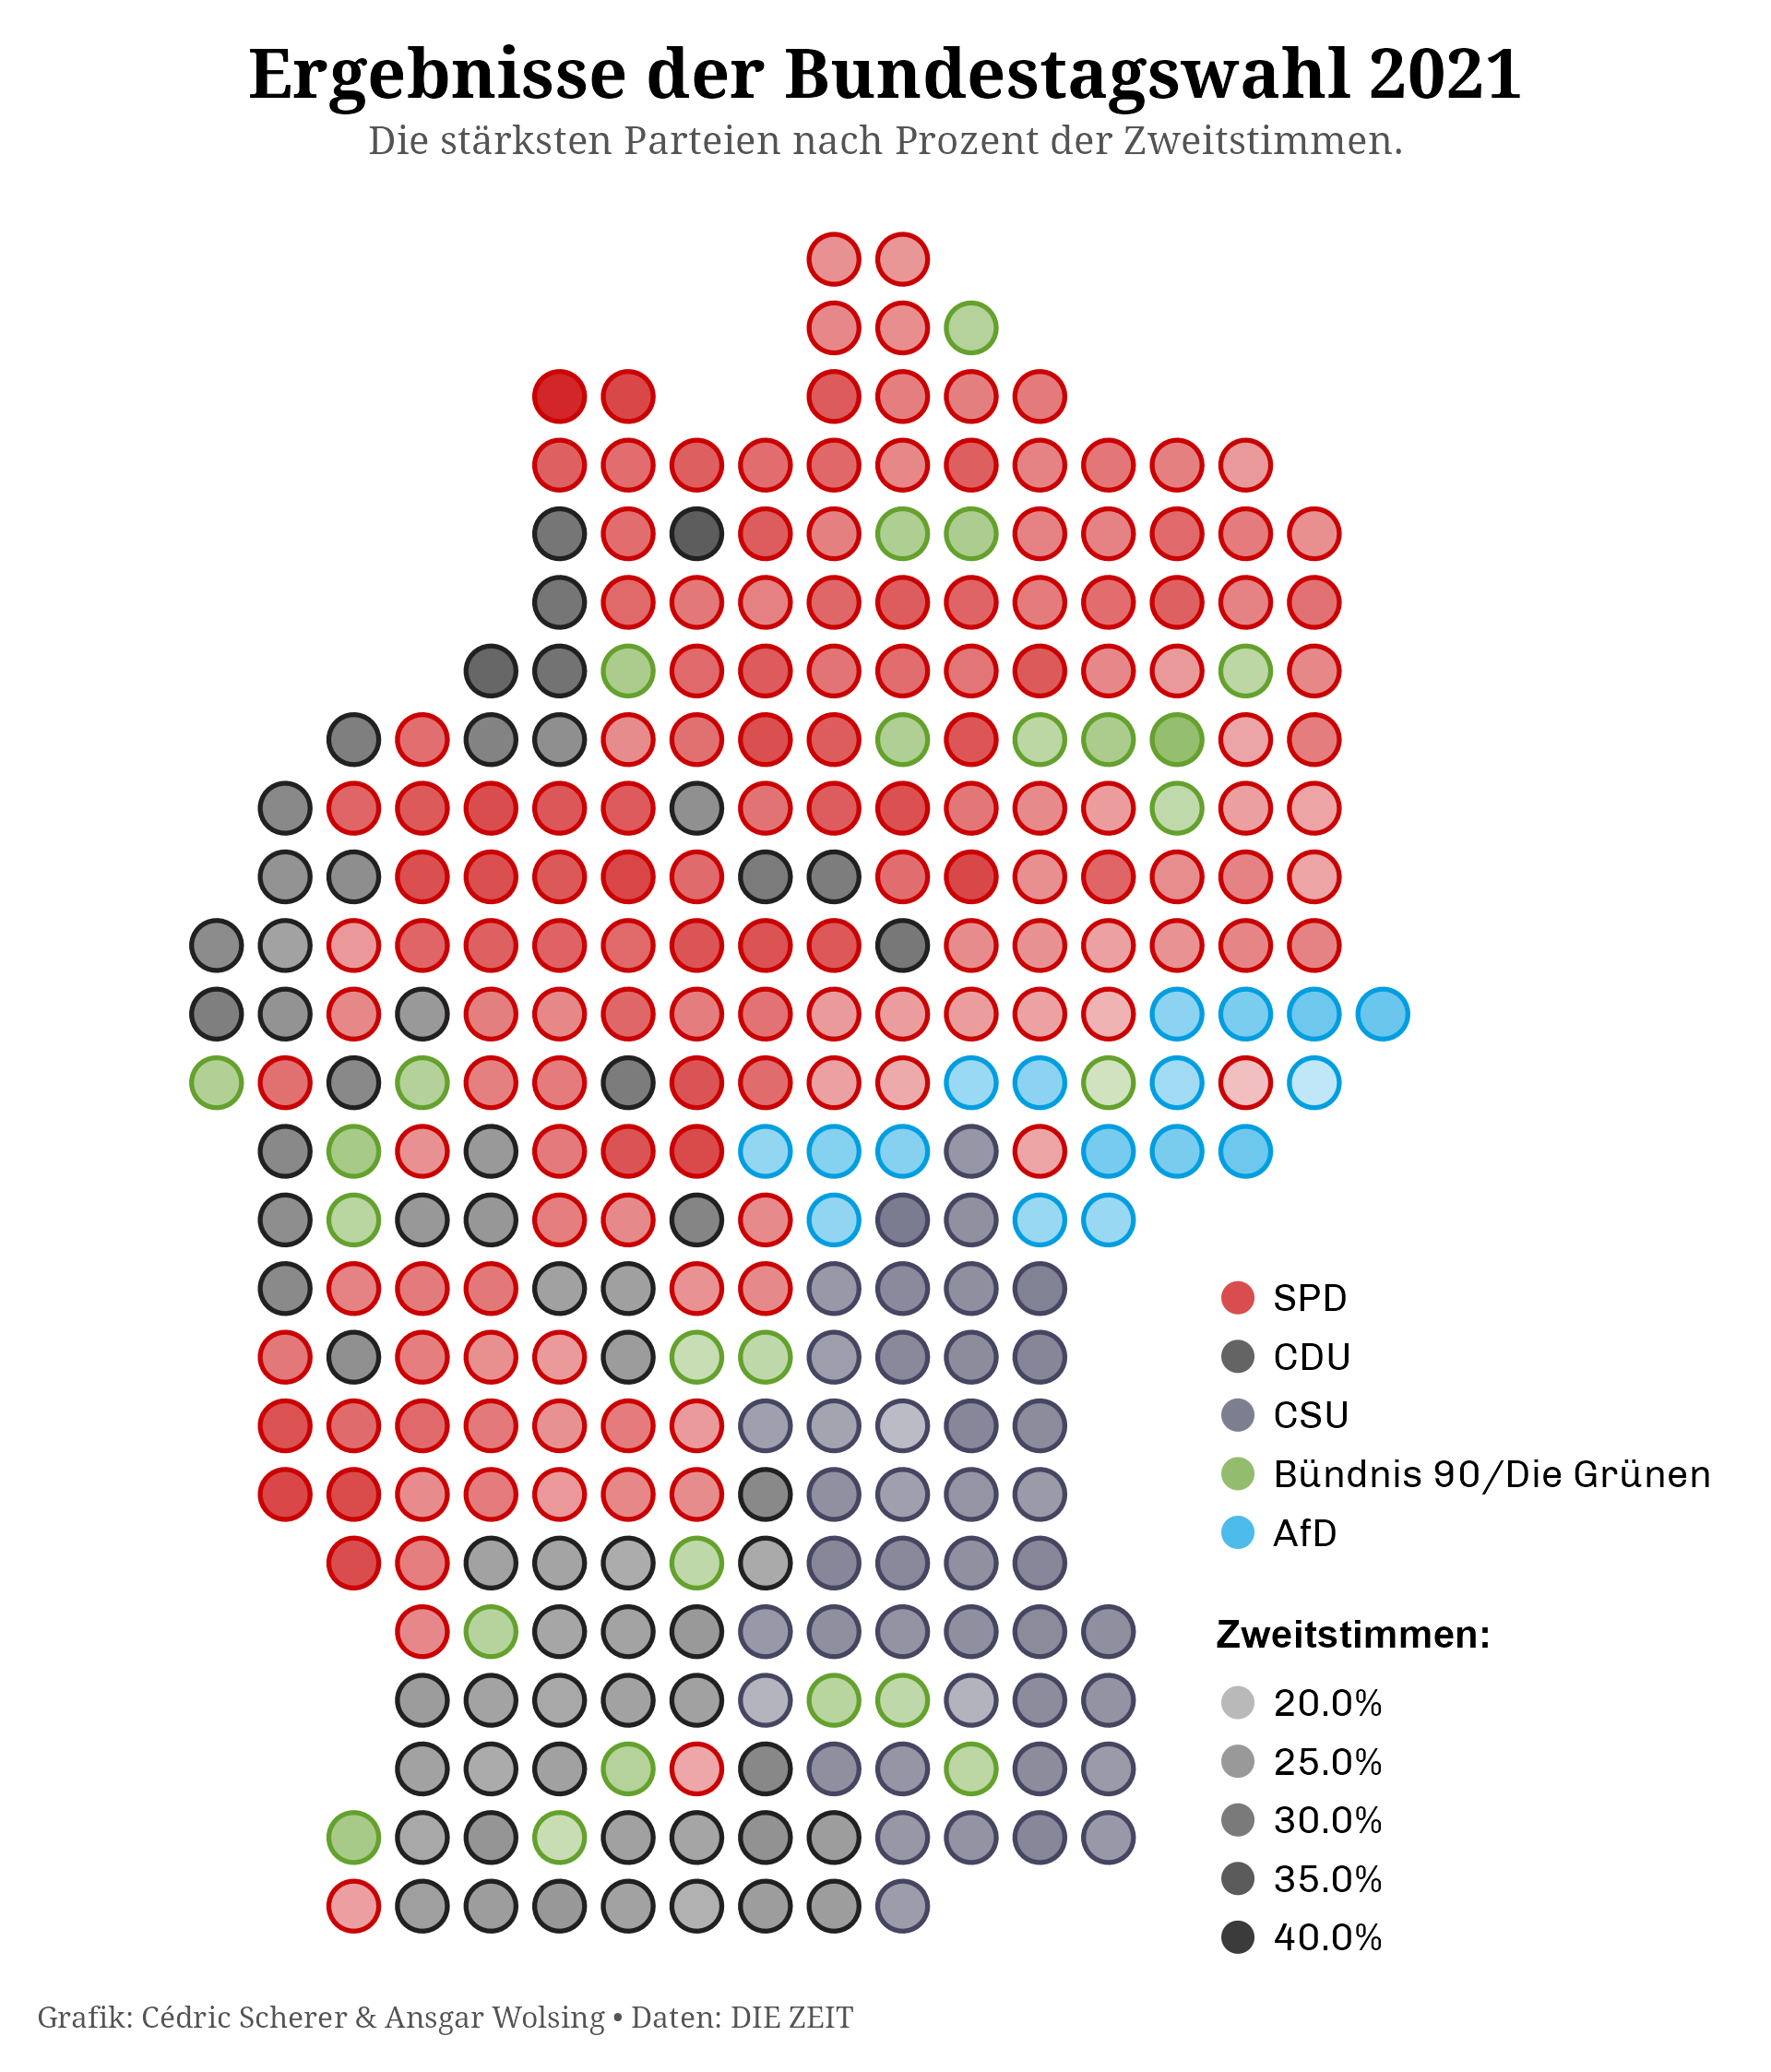 Ergebnisse der Bundestagswahl 2021
Die stärksten Parteien nach Prozent der Zweitstimmen.
SPD
CDU
CSU
Bündnis 90/Die Grünen
AfD
Zweitstimmen:
20.0%
25.0%
30.0%
35.0%
40.0%
Grafik: Cédric Scherer & Ansgar Wolsing • Daten: DIE ZEIT